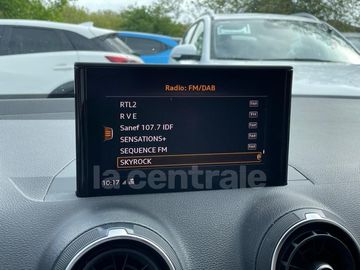 Radio: FM/DAB
RTL2
R V E
Sanef 107.7 IDF
SENSATIONS+
SEQUENCE FM
SKYROCK
la centrale
10:17